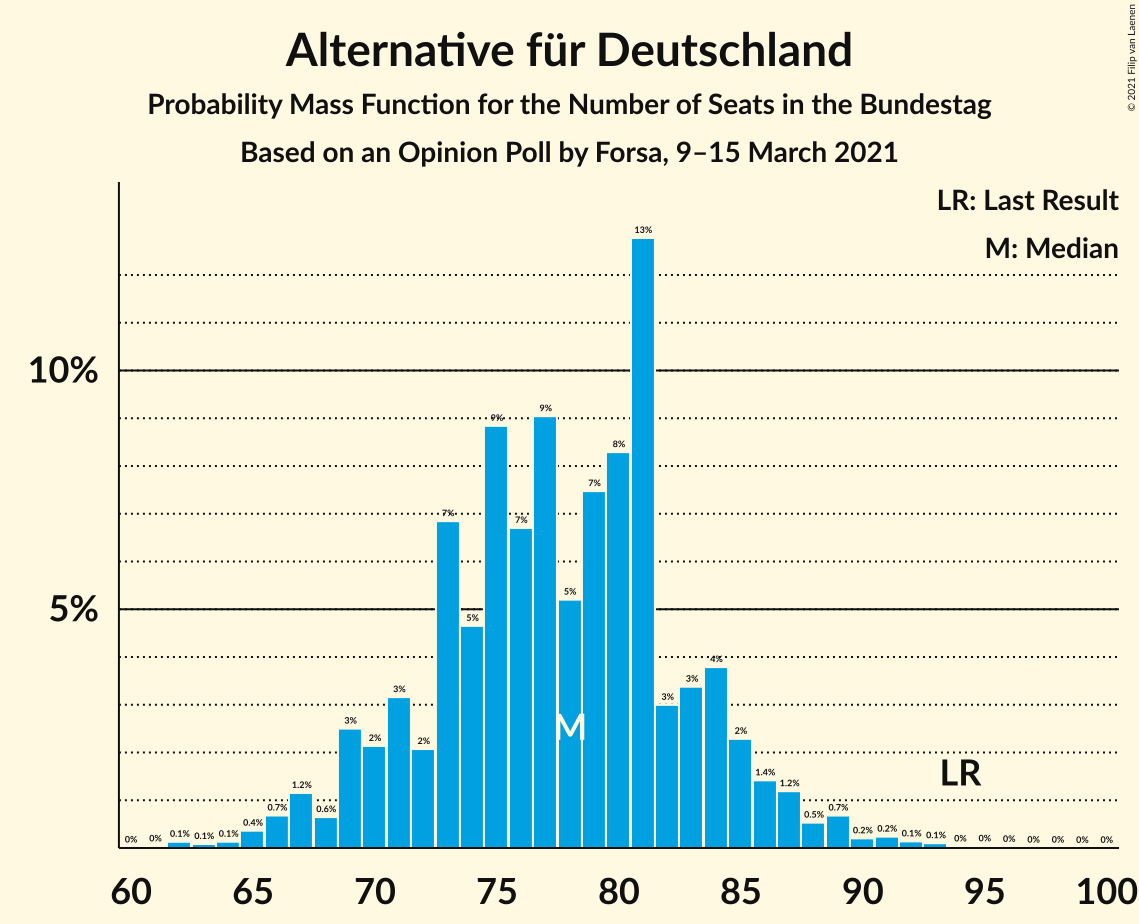 Alternative für Deutschland
Probability Mass Function for the Number of Seats in the Bundestag
Based on an Opinion Poll by Forsa, 9–15 March 2021
© 2021 Filip van Laenen
LR: Last Result
M: Median
10%
5%
0% 0% 0.1% 0.1% 0.1% 0.4% 0.7% 1.2% 0.6% 3% 2% 3% 2% 7% 5% 9% 7% 9% 5% 7% 8% 13% 3% 3% 4% 2% 1.4% 1.2% 0.5% 0.7% 0.2% 0.2% 0.1% 0.1% 0% 0% 0% 0% 0% 0% 0%
M
LR
60 65 70 75 80 85 90 95 100